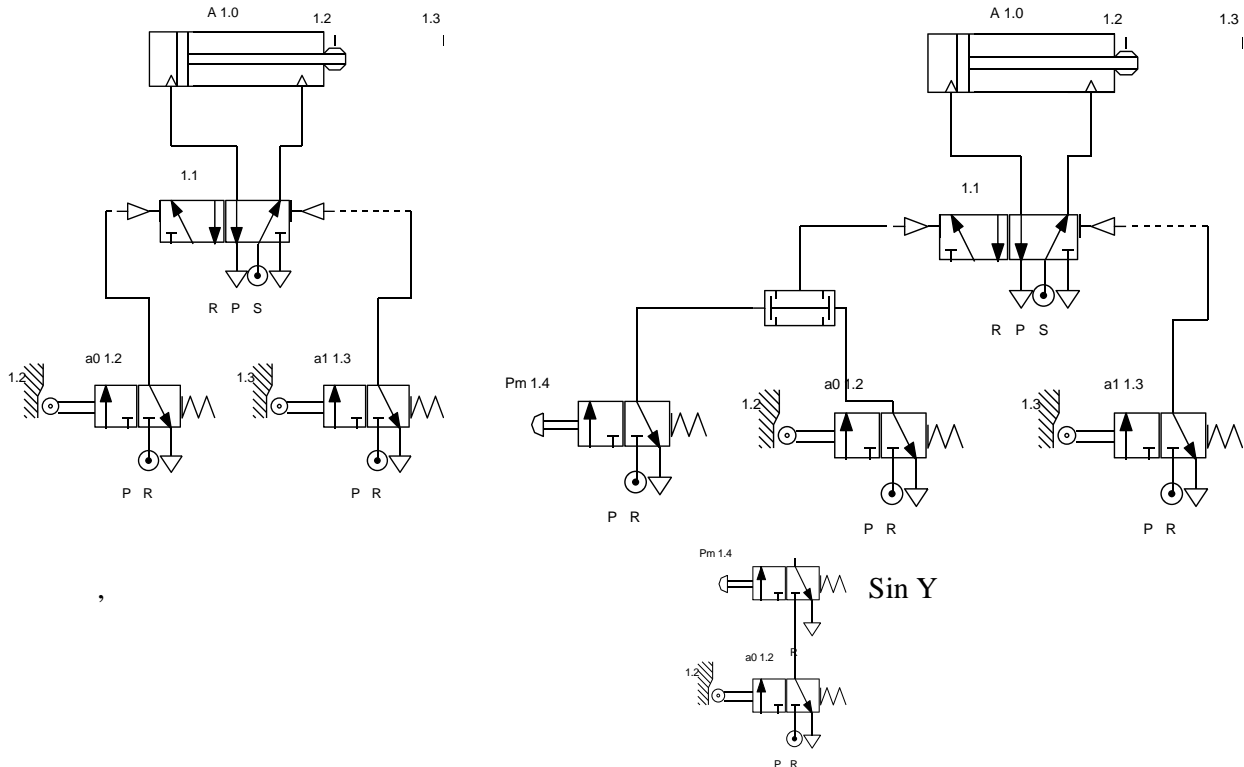 A 1.0 1.2 1.3
1.1
R P S
1.2 a0 1.2
1.3 a1 1.3
P R
P R
,
A 1.0 1.2 1.3
1.1
R P S
Pm 1.4
1.2 a0 1.2
1.3 a1 1.3
P R
P R
P R
Pm 1.4
Sin Y
R
1.2 a0 1.2
P R